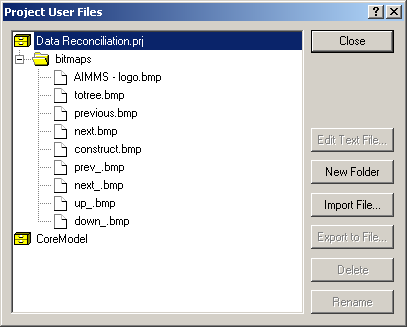 Project User Files
Data Reconciliation.prj
bitmaps
AIMMS - logo.bmp
totree.bmp
previous.bmp
next.bmp
construct.bmp
prev_.bmp
next_.bmp
up_.bmp
down_.bmp
CoreModel
Close
Edit Text File...
New Folder
Import File...
Export to File...
Delete
Rename